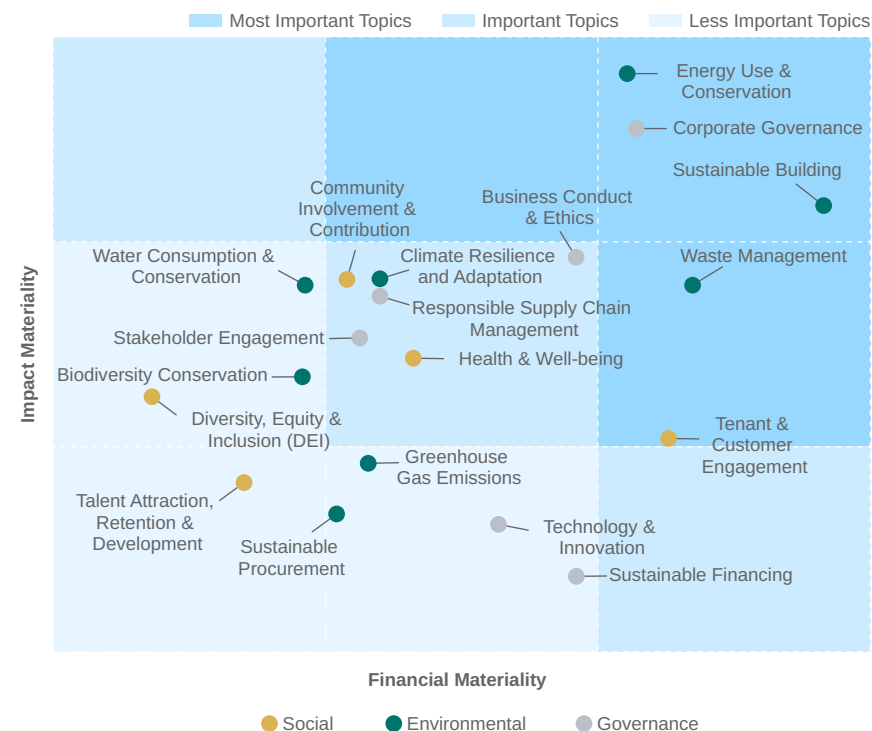 Most Important Topics
Important Topics
Less Important Topics
Energy Use &
Conservation
Corporate Governance
Sustainable Building
Community
Involvement &
Contribution
Business Conduct
& Ethics
Water Consumption &
Conservation
Climate Resilience
and Adaptation
Waste Management
Responsible Supply Chain
Management
Stakeholder Engagement
Health & Well-being
Biodiversity Conservation
Diversity, Equity &
Inclusion (DEI)
Tenant &
Customer
Engagement
Greenhouse
Gas Emissions
Talent Attraction,
Retention &
Development
Sustainable
Procurement
Technology &
Innovation
Sustainable Financing
Impact Materiality
Financial Materiality
Social
Environmental
Governance